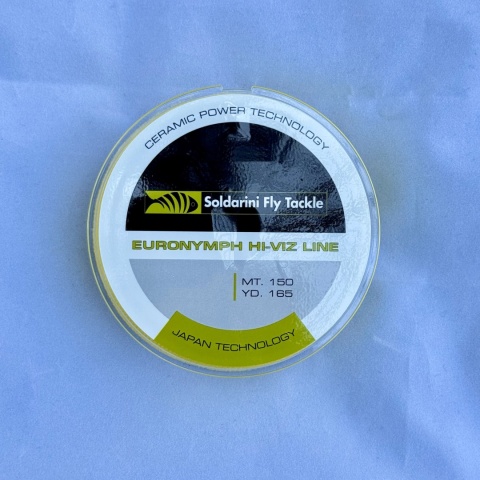 CERAMIC POWER TECHNOLOGY
Soldarini Fly Tackle
EURONYMPH HI-VIZ LINE
MT. 150
YD. 165
JAPAN TECHNOLOGY